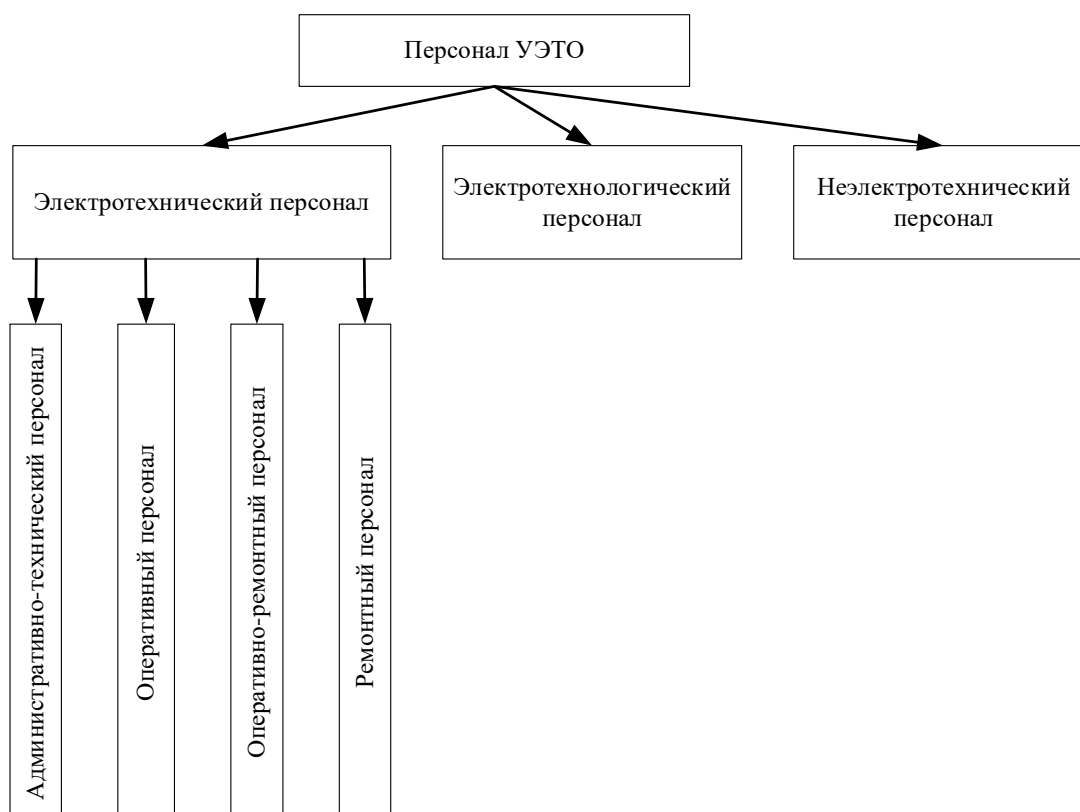 Персонал УЭТО
Электротехнический персонал
Электротехнологический
персонал
Неэлектротехнический
персонал
Административно-технический персонал
Оперативный персонал
Оперативно-ремонтный персонал
Ремонтный персонал